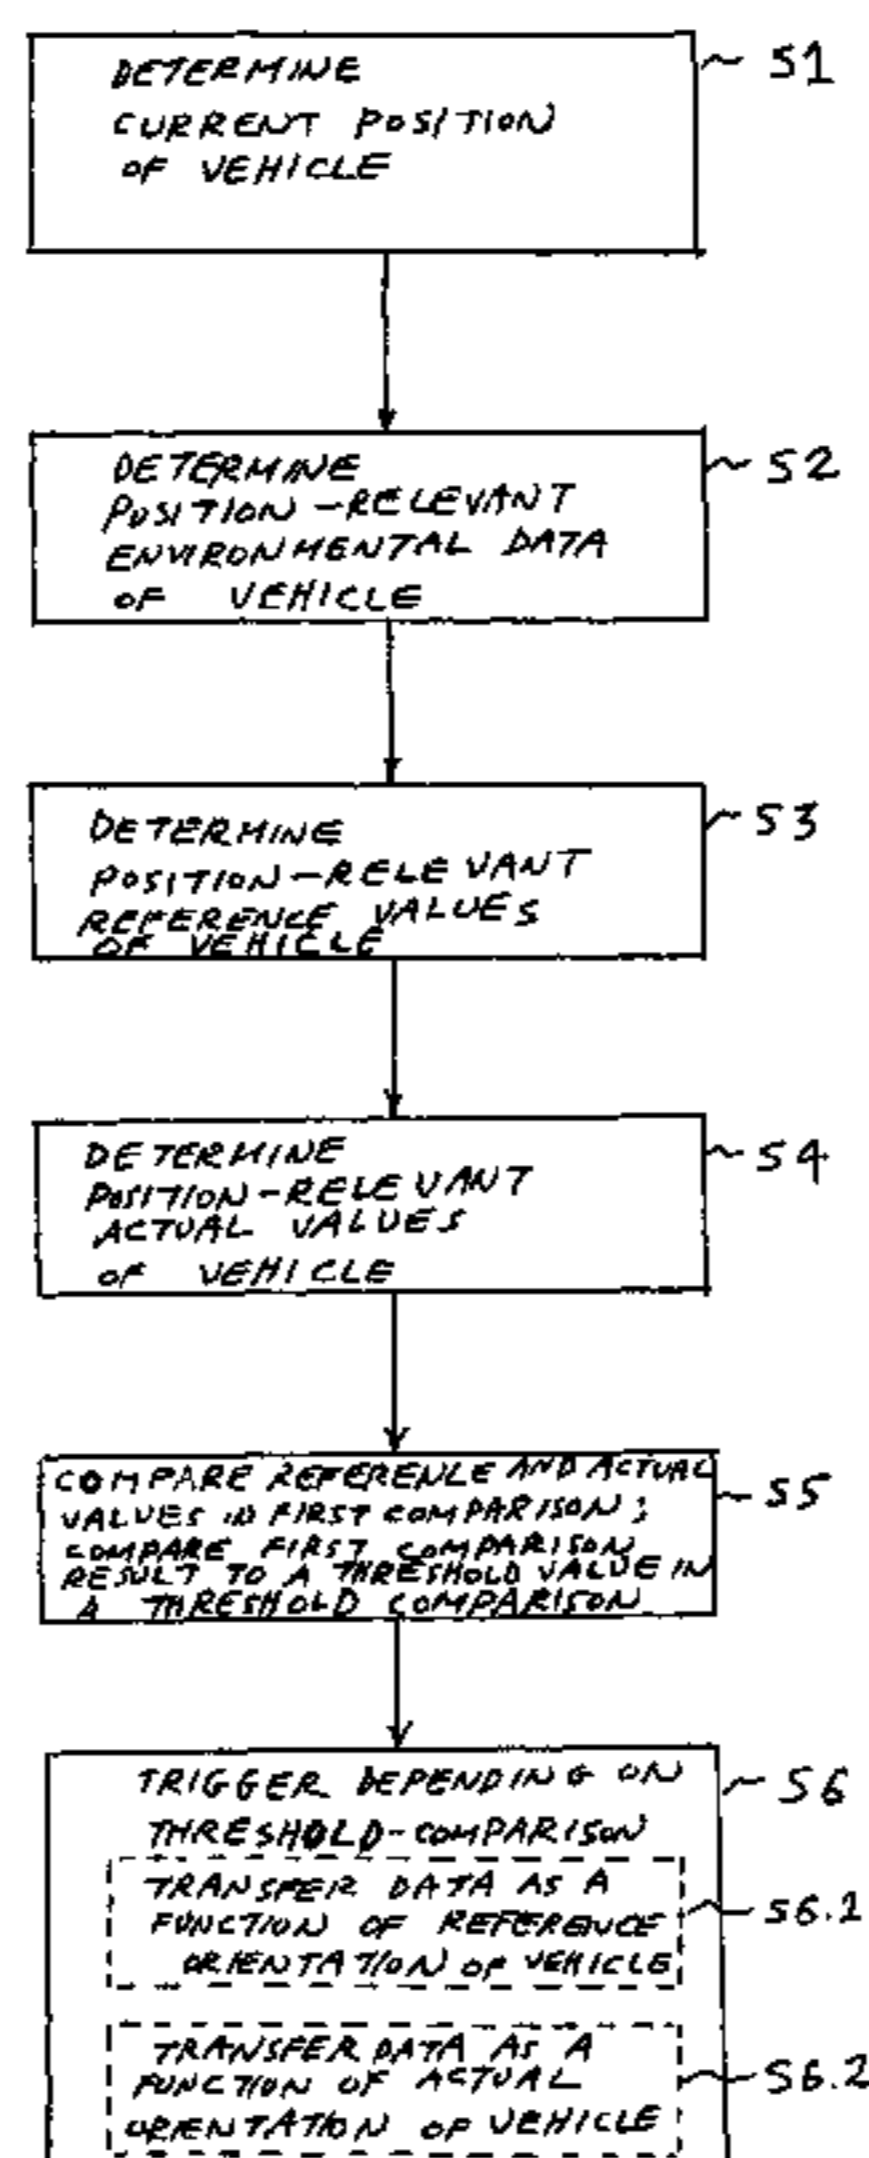 DETERMINE
CURRENT POSITION
OF VEHICLE
S1
DETERMINE
POSITION-RELEVANT
ENVIRONMENTAL DATA
OF VEHICLE
S2
DETERMINE
POSITION-RELEVANT
REFERENCE VALUES
OF VEHICLE
S3
DETERMINE
POSITION-RELEVANT
ACTUAL VALUES
OF VEHICLE
S4
COMPARE REFERENCE AND ACTUAL
VALUES IN FIRST COMPARISON;
COMPARE FIRST COMPARISON
RESULT TO A THRESHOLD VALUE IN
A THRESHOLD COMPARISON
S5
TRIGGER DEPENDING ON
THRESHOLD-COMPARISON
S6
TRANSFER DATA AS A
FUNCTION OF REFERENCE
ORIENTATION OF VEHICLE
S6.1
TRANSFER DATA AS A
FUNCTION OF ACTUAL
ORIENTATION OF VEHICLE
S6.2